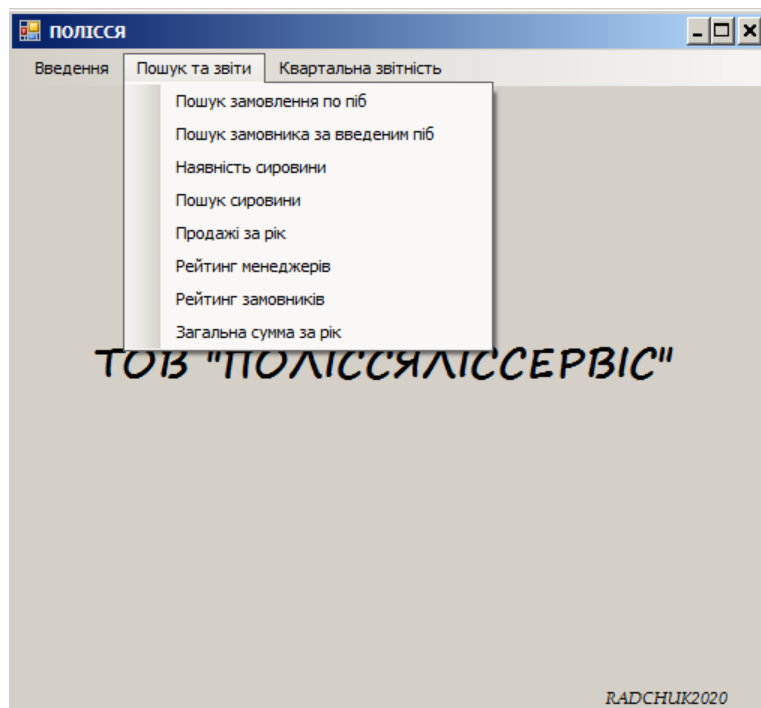 ПОЛІССЯ
Введення Пошук та звіти Квартальна звітність
Пошук замовлення по піб
Пошук замовника за введеним піб
Наявність сировини
Пошук сировини
Продажі за рік
Рейтинг менеджерів
Рейтинг замовників
Загальна сумма за рік
ТОВ "ПОЛІССЯЛІССЕРВІС"
RADCHUK2020